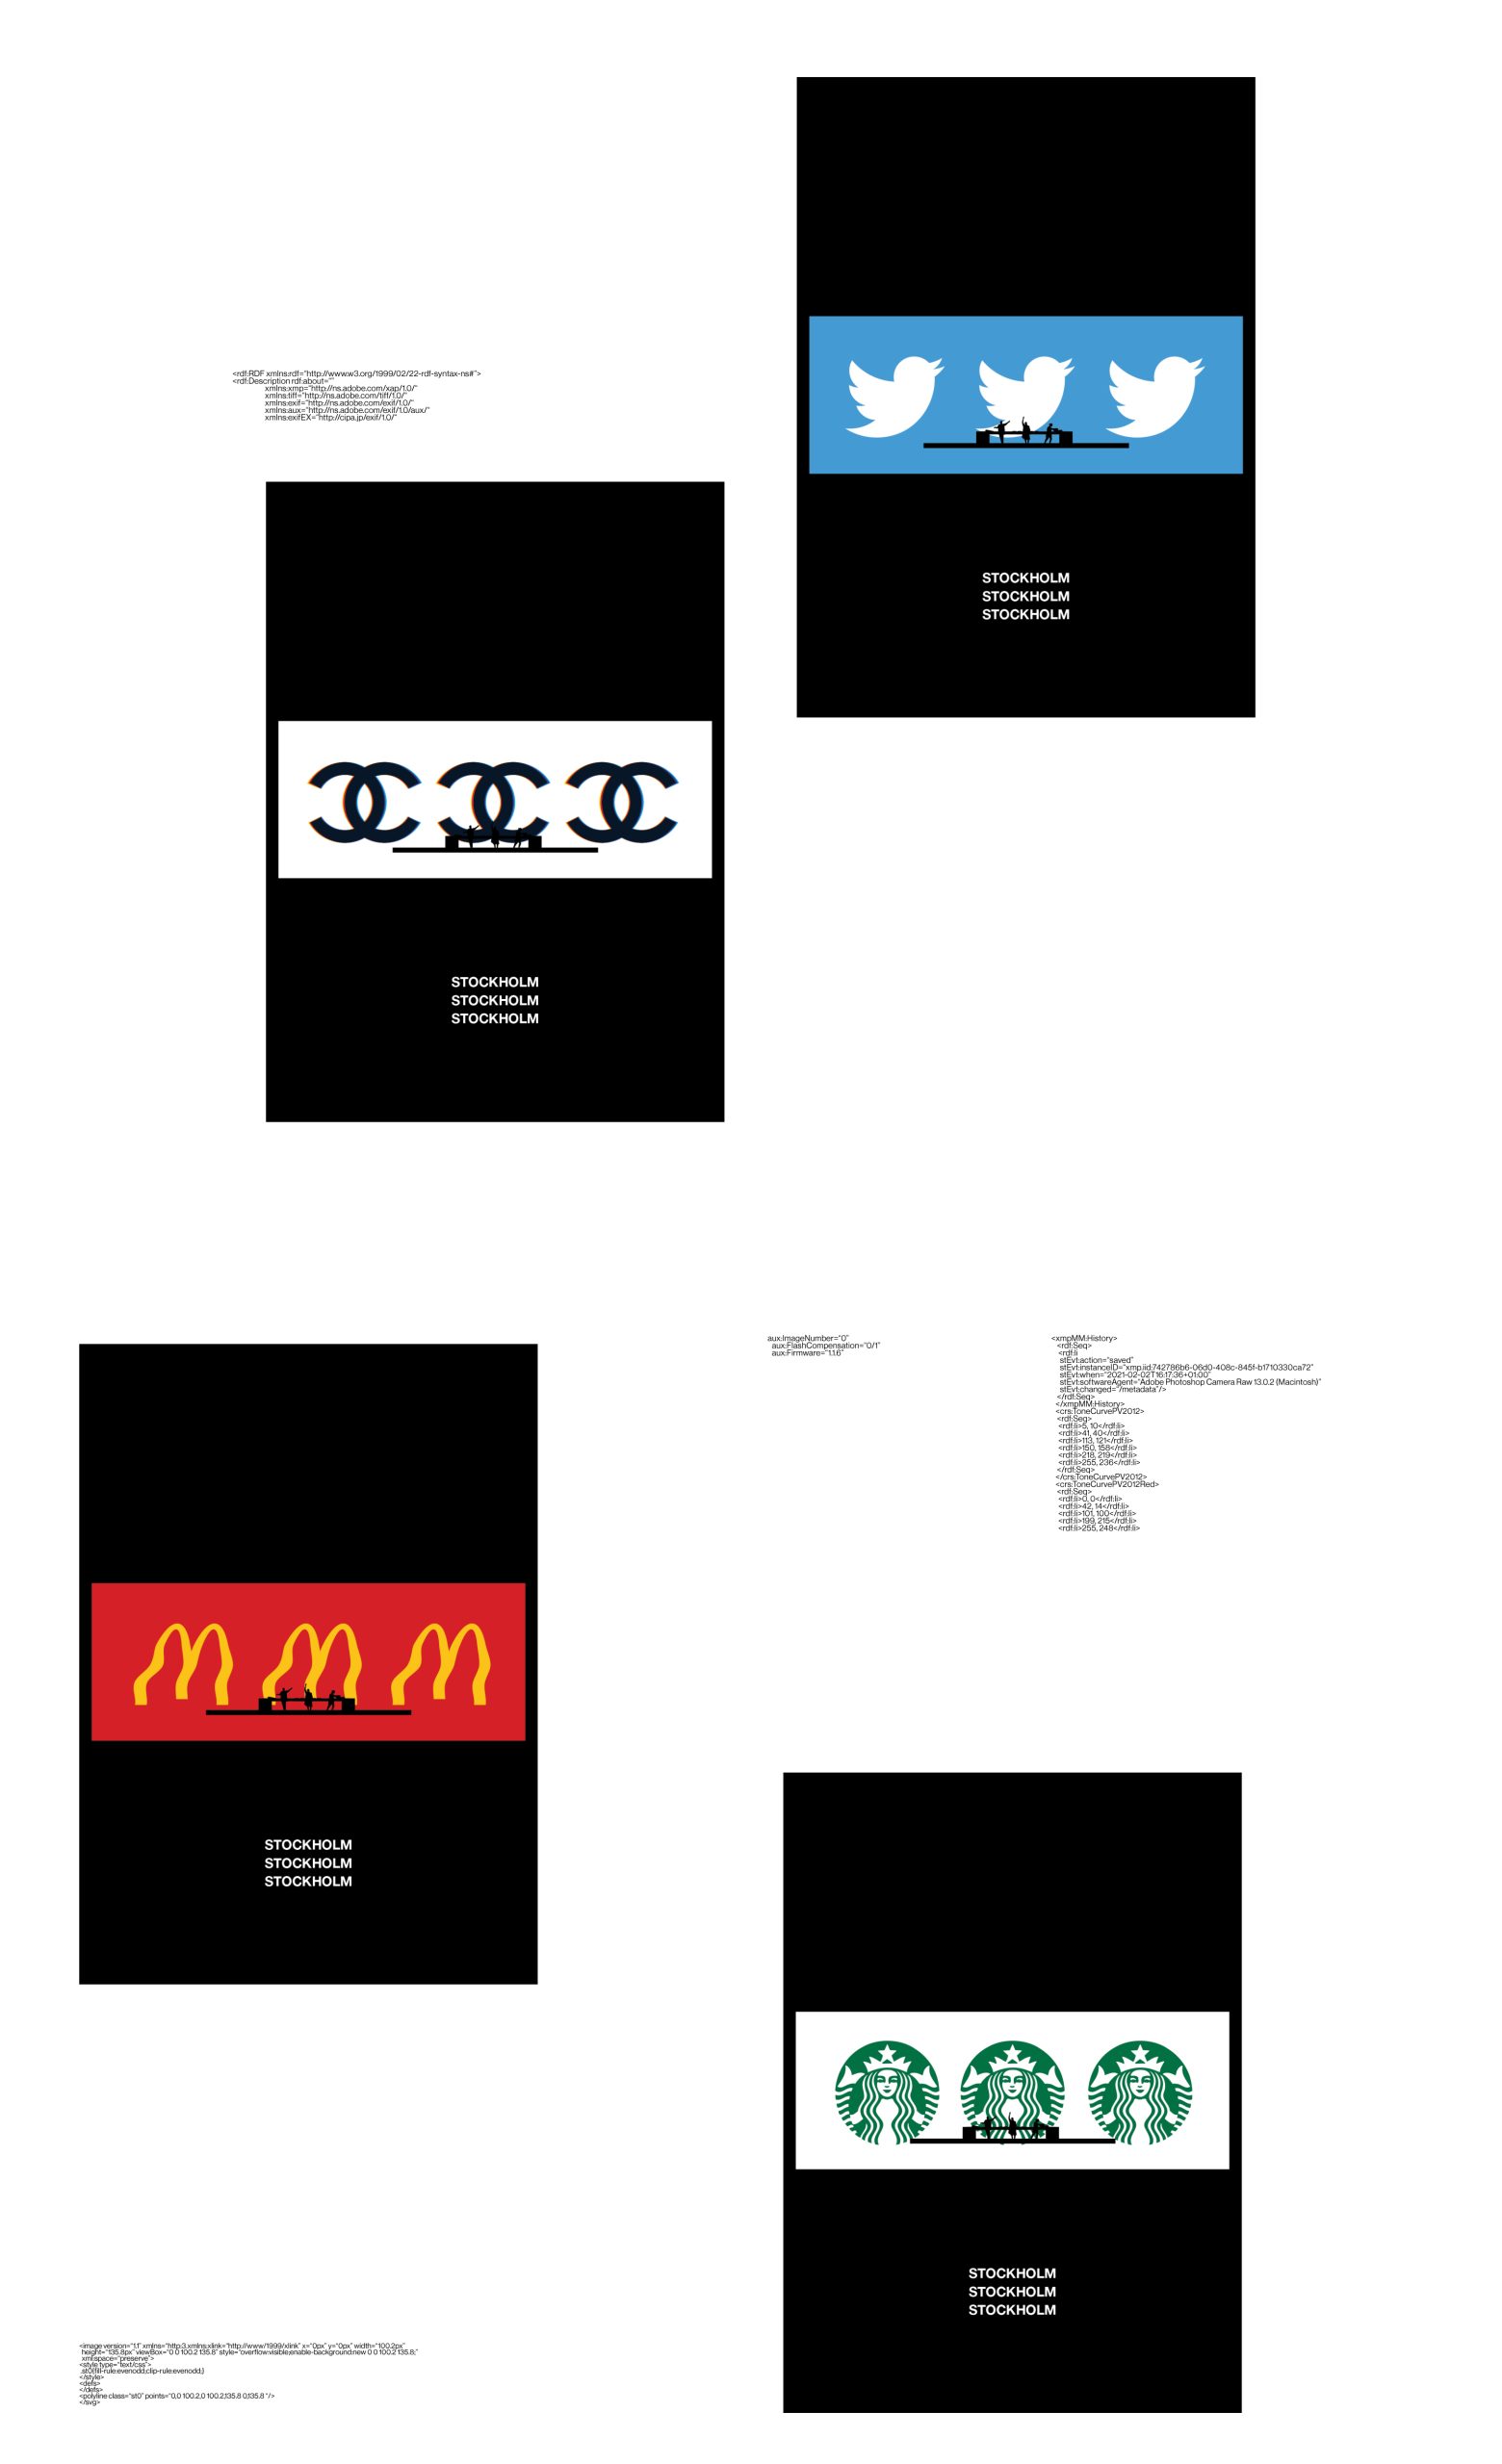 STOCKHOLM
STOCKHOLM
STOCKHOLM
<rdf:RDF xmlns:rdf="http://www.w3.org/1999/02/22-rdf-syntax-ns#">
<rdf:Description rdf:about=""
xmlns:xmp="http://ns.adobe.com/xap/1.0/"
xmlns:tiff="http://ns.adobe.com/tiff/1.0/"
xmlns:exif="http://ns.adobe.com/exif/1.0/"
xmlns:aux="http://ns.adobe.com/exif/1.0/aux/"
xmlns:exifEX="http://cipa.jp/exif/1.0/"
STOCKHOLM
STOCKHOLM
STOCKHOLM
aux:ImageNumber="0"
aux:FlashCompensation="0/1"
aux:Firmware="1.1.6"
<xmpMM:History>
<rdf:Seq>
<rdf:li
stEvt:action="saved"
stEvt:instanceID="xmp.iid:742786b6-06d0-408c-845f-b1710330ca72"
stEvt:when="2021-02-02T16:17:36+01:00"
stEvt:softwareAgent="Adobe Photoshop Camera Raw 13.0.2 (Macintosh)"
stEvt:changed="/metadata"/>
</rdf:Seq>
</xmpMM:History>
<crs:ToneCurvePV2012>
<rdf:Seq>
<rdf:li>5, 10</rdf:li>
<rdf:li>41, 40</rdf:li>
<rdf:li>113, 121</rdf:li>
<rdf:li>150, 158</rdf:li>
<rdf:li>218, 219</rdf:li>
<rdf:li>255, 236</rdf:li>
</rdf:Seq>
</crs:ToneCurvePV2012>
<crs:ToneCurvePV2012Red>
<rdf:Seq>
<rdf:li>0, 0</rdf:li>
<rdf:li>42, 14</rdf:li>
<rdf:li>101, 100</rdf:li>
<rdf:li>199, 215</rdf:li>
<rdf:li>255, 248</rdf:li>
STOCKHOLM
STOCKHOLM
STOCKHOLM
STOCKHOLM
STOCKHOLM
STOCKHOLM
<image version="1.1" xmlns="http:3.xmlns:xlink="http://www/1999/xlink" x="0px" y="0px" width="100.2px"
height="135.8px" viewBox="0 0 100.2 135.8" style="overflow:visible;enable-background:new 0 0 100.2 135.8;"
xml:space="preserve">
<style type="text/css">
.st0{fill-rule:evenodd;clip-rule:evenodd;}
</style>
<defs>
</defs>
<polyline class="st0" points="0,0 100.2,0 100.2,135.8 0,135.8 "/>
</svg>